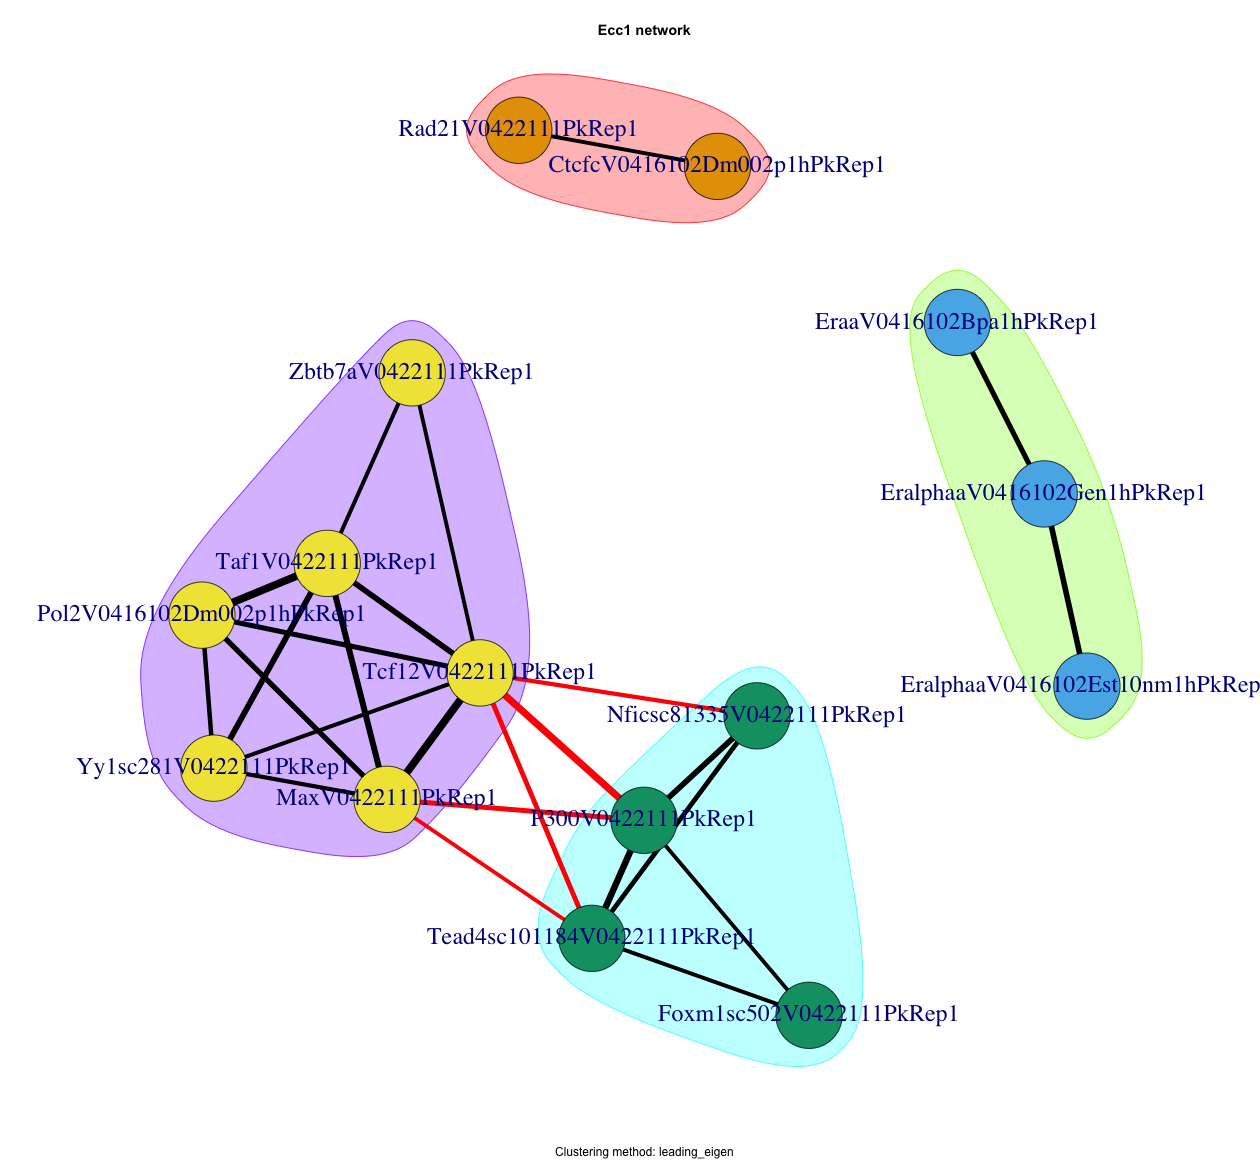 Ecc1 network
Rad21V0422111PkRep1
CtcfcV0416102Dm002p1hPkRep1
EraaV0416102Bpa1hPkRep1
Zbtb7aV0422111PkRep1
EralphaaV0416102Gen1hPkRep1
Taf1V0422111PkRep1
Pol2V0416102Dm002p1hPkRep1
Tcf12V0422111PkRep1
EralphaaV0416102Est10nm1hPkRep
Nficsc81335V0422111PkRep1
Yy1sc281V0422111PkRep1
MaxV0422111PkRep1
P300V0422111PkRep1
Tead4sc101184V0422111PkRep1
Foxm1sc502V0422111PkRep1
Clustering method: leading_eigen